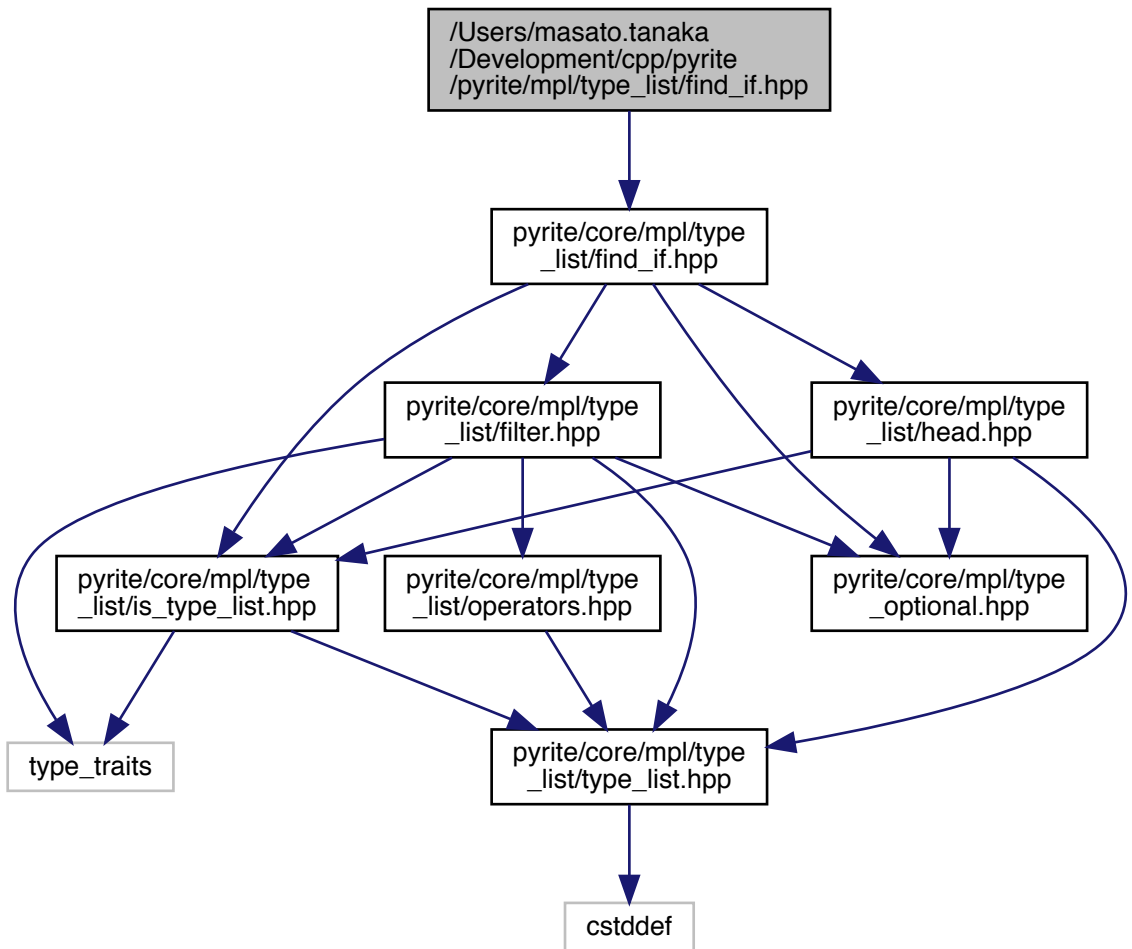 /Users/masato.tanaka
/Development/cpp/pyrite
/pyrite/mpl/type_list/find_if.hpp
pyrite/core/mpl/type
_list/find_if.hpp
pyrite/core/mpl/type
_list/filter.hpp
pyrite/core/mpl/type
_list/head.hpp
pyrite/core/mpl/type
_list/is_type_list.hpp
pyrite/core/mpl/type
_list/operators.hpp
pyrite/core/mpl/type
_optional.hpp
type_traits
pyrite/core/mpl/type
_list/type_list.hpp
cstddef